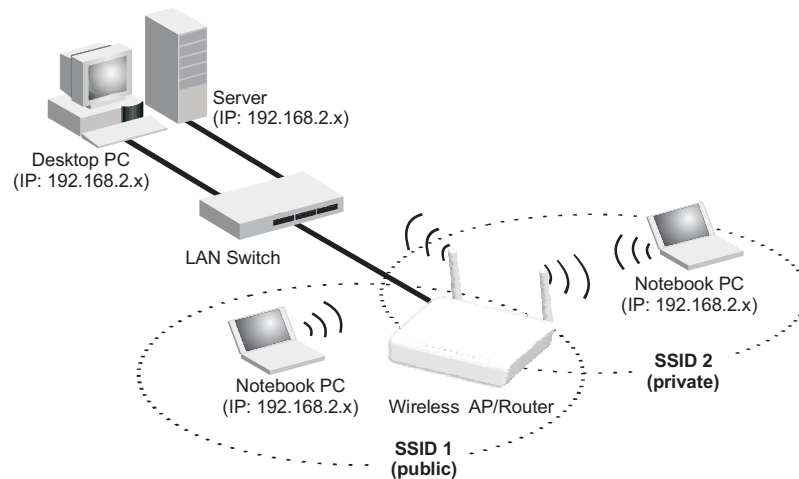 Server
(IP: 192.168.2.x)
Desktop PC
(IP: 192.168.2.x)
LAN Switch
Notebook PC
(IP: 192.168.2.x)
SSID 2
(private)
Notebook PC
(IP: 192.168.2.x)
Wireless AP/Router
SSID 1
(public)